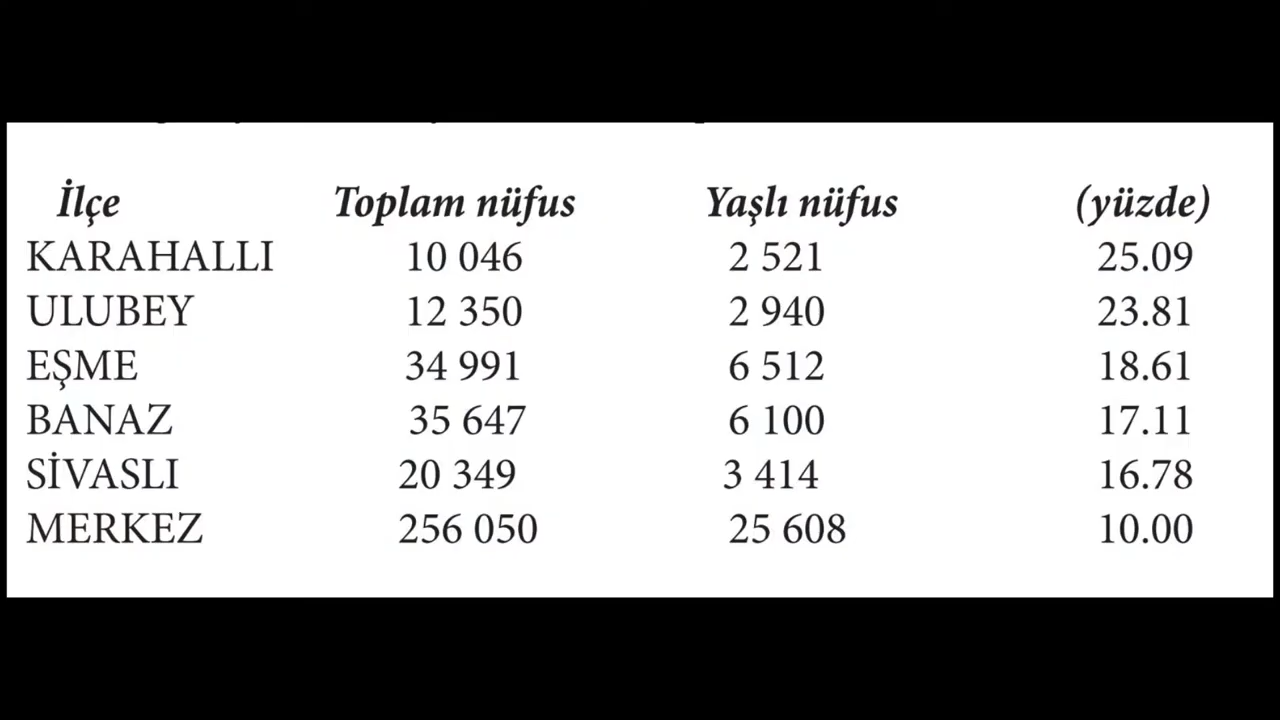 İlçe Toplam nüfus Yaşlı nüfus (yüzde)
KARAHALLI 10 046 2 521 25.09
ULUBEY 12 350 2 940 23.81
EŞME 34 991 6 512 18.61
BANAZ 35 647 6 100 17.11
SİVASLI 20 349 3 414 16.78
MERKEZ 256 050 25 608 10.00